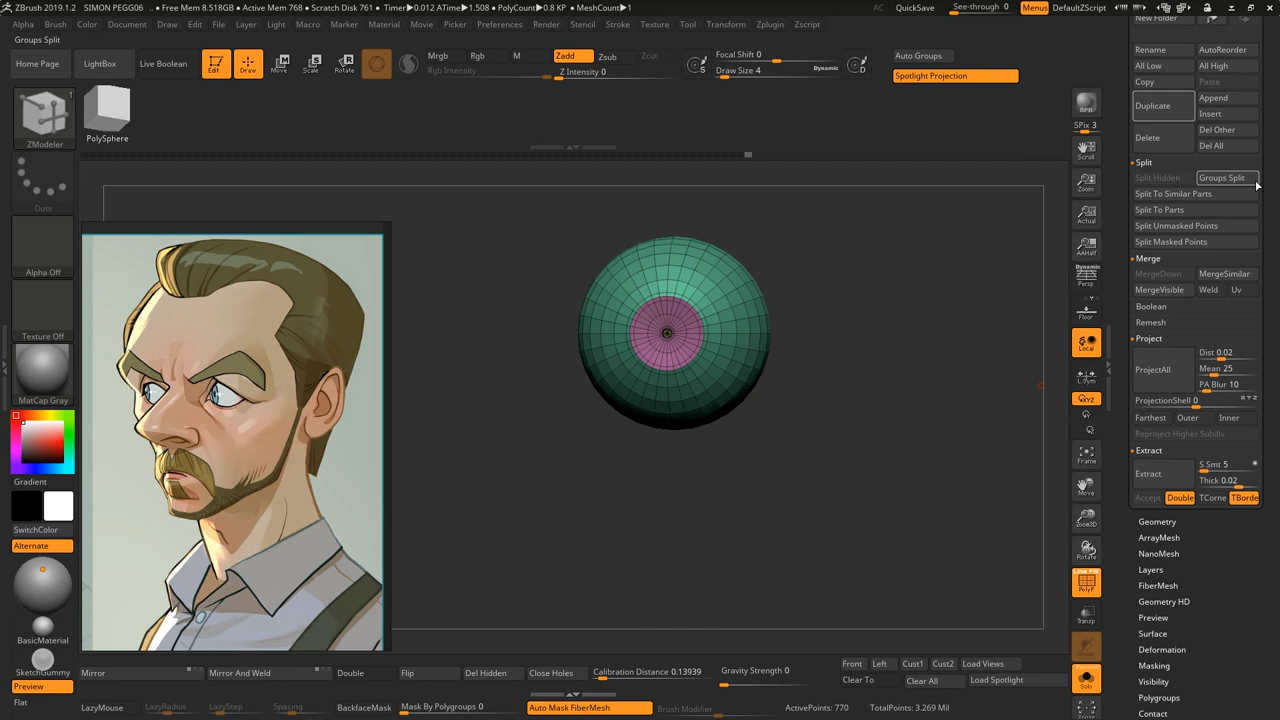 ZBrush 2019.1.2 SIMON PEGG06 • Free Mem 8.518GB • Active Mem 768 • Scratch Disk 761 • Timer▶0.012 ATime▶1.508 • PolyCount▶0.8 KP • MeshCount▶1
AC QuickSave See-through 0 Menus DefaultZScript
Alpha Brush Color Document Draw Edit File Layer Light Macro Marker Material Movie Picker Preferences Render Stencil Stroke Texture Tool Transform Zplugin Zscript
Groups Split
Home Page LightBox Live Boolean Edit Draw Move Scale Rotate
Mrgb Rgb M Zadd Zsub Zcut
Rgb Intensity Z Intensity 0
Focal Shift 0
Draw Size 4 Dynamic
S
D
Auto Groups
Spotlight Projection
1
ZModeler
PolySphere
Dots
Alpha Off
Texture Off
MatCap Gray
Gradient
SwitchColor
Alternate
BasicMaterial
SketchGummy
Preview
Flat
BPR
SPix 3
Scroll
Zoom
Actual
AAHalf
Dynamic
Persp
Floor
Local
L.Sym
XYZ
Frame
Move
Zoom3D
Rotate
Line Fill
PolyF
Transp
Ghost
Dynamic
Solo
Xpose
New Folder
Rename AutoReorder
All Low All High
Copy Paste
Duplicate Append
Insert
Delete Del Other
Del All
Split
Split Hidden Groups Split
Split To Similar Parts
Split To Parts
Split Unmasked Points
Split Masked Points
Merge
MergeDown MergeSimilar
MergeVisible Weld Uv
Boolean
Remesh
Project
ProjectAll Dist 0.02
Mean 25
PA Blur 10
ProjectionShell 0
Farthest Outer Inner
Reproject Higher Subdiv
Extract
Extract S Smt 5
Thick 0.02
Accept Double TCorne TBorde
Geometry
ArrayMesh
NanoMesh
Layers
FiberMesh
Geometry HD
Preview
Surface
Deformation
Masking
Visibility
Polygroups
Contact
Mirror Mirror And Weld Double Flip Del Hidden Close Holes Calibration Distance 0.13939 Gravity Strength 0
Front Left Cust1 Cust2 Load Views
Clear To Clear All Load Spotlight
LazyMouse LazyRadius LazyStep Spacing BackfaceMask Mask By Polygroups 0 Auto Mask FiberMesh Brush Modifier ActivePoints: 770 TotalPoints: 3.269 Mil